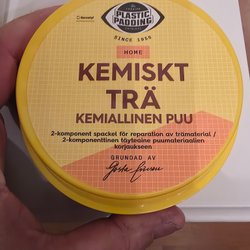 PREMIUM
PLASTIC
PADDING
SINCE 1955
HOME
KEMISKT
TRÄ
KEMIALLINEN PUU
2-komponent spackel för reparation av trämaterial /
2-komponenttinen täyteaine puumateriaalien
korjaukseen
GRUNDAD AV